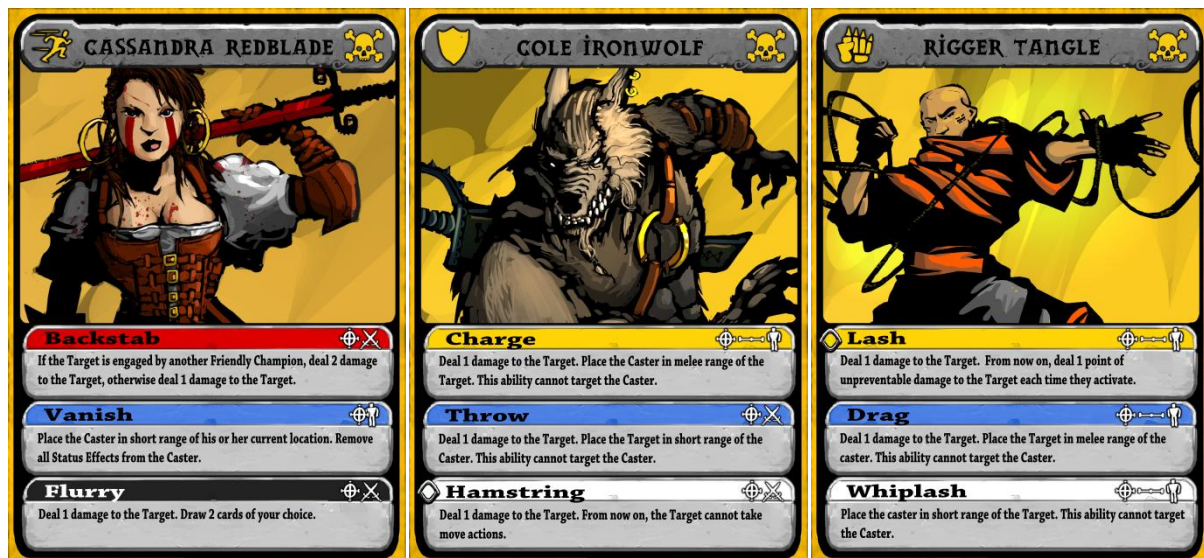 CASSANDRA REDBLADE
Backstab
If the Target is engaged by another Friendly Champion, deal 2 damage
to the Target, otherwise deal 1 damage to the Target.
Vanish
Place the Caster in short range of his or her current location. Remove
all Status Effects from the Caster.
Flurry
Deal 1 damage to the Target. Draw 2 cards of your choice.
COLE IRONWOLF
Charge
Deal 1 damage to the Target. Place the Caster in melee range of the
Target. This ability cannot target the Caster.
Throw
Deal 1 damage to the Target. Place the Target in short range of the
Caster. This ability cannot target the Caster.
Hamstring
Deal 1 damage to the Target. From now on, the Target cannot take
move actions.
RIGGER TANGLE
Lash
Deal 1 damage to the Target. From now on, deal 1 point of
unpreventable damage to the Target each time they activate.
Drag
Deal 1 damage to the Target. Place the Target in melee range of the
caster. This ability cannot target the Caster.
Whiplash
Place the caster in short range of the Target. This ability cannot target
the Caster.